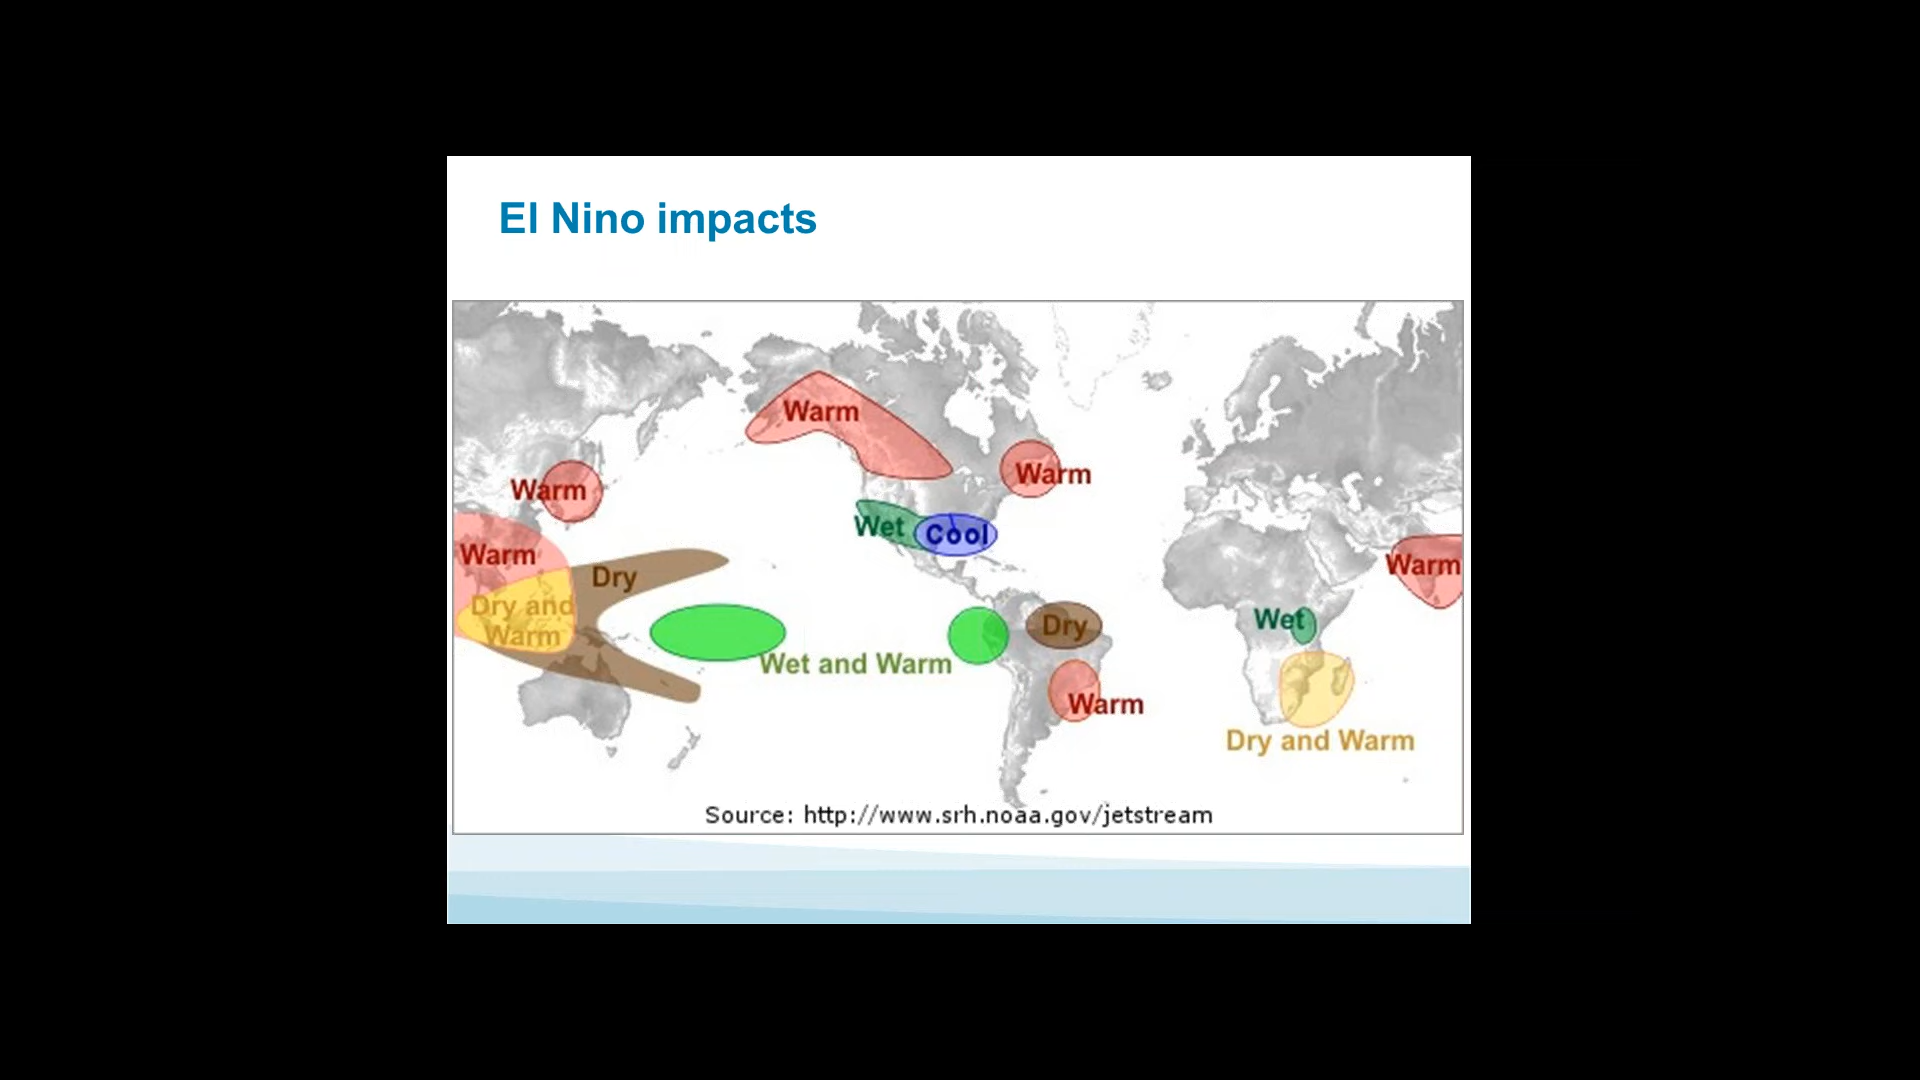 El Nino impacts
Warm
Warm
Warm
Wet
Cool
Warm
Dry
Warm
Dry and
Warm
Wet
Dry
Wet and Warm
Warm
Dry and Warm
Source: http://www.srh.noaa.gov/jetstream